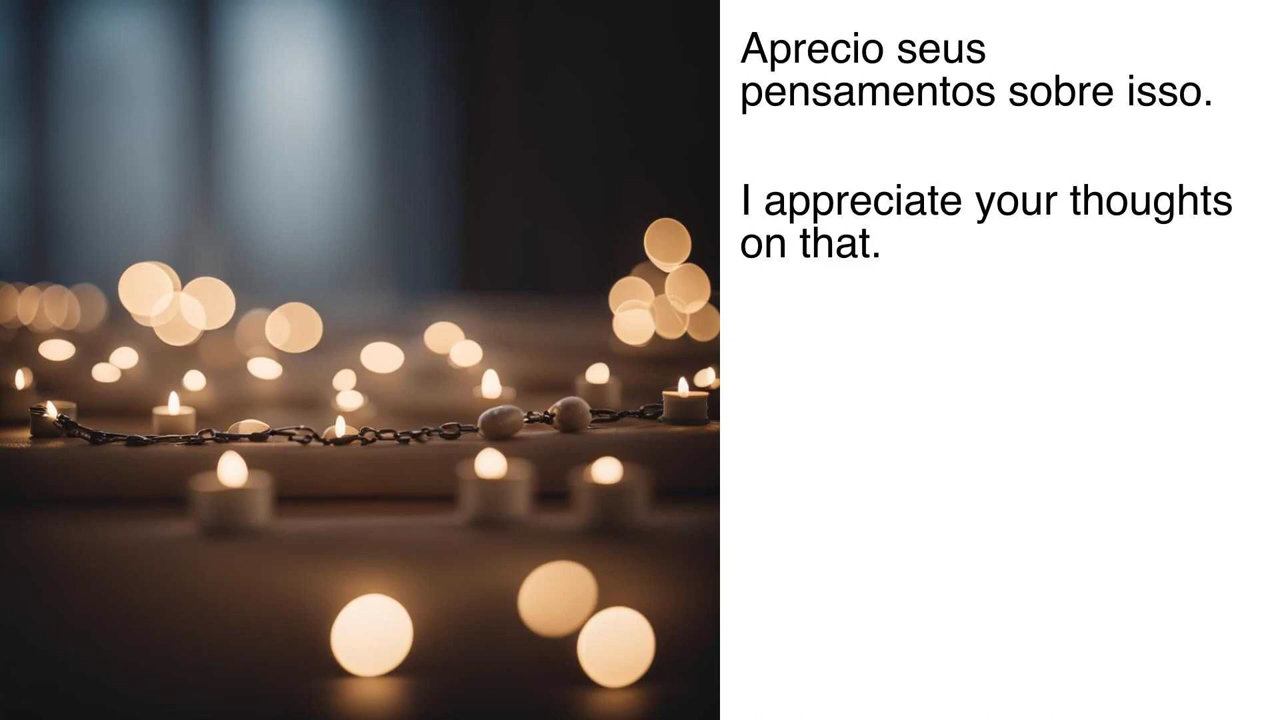 Aprecio seus
pensamentos sobre isso.
I appreciate your thoughts
on that.